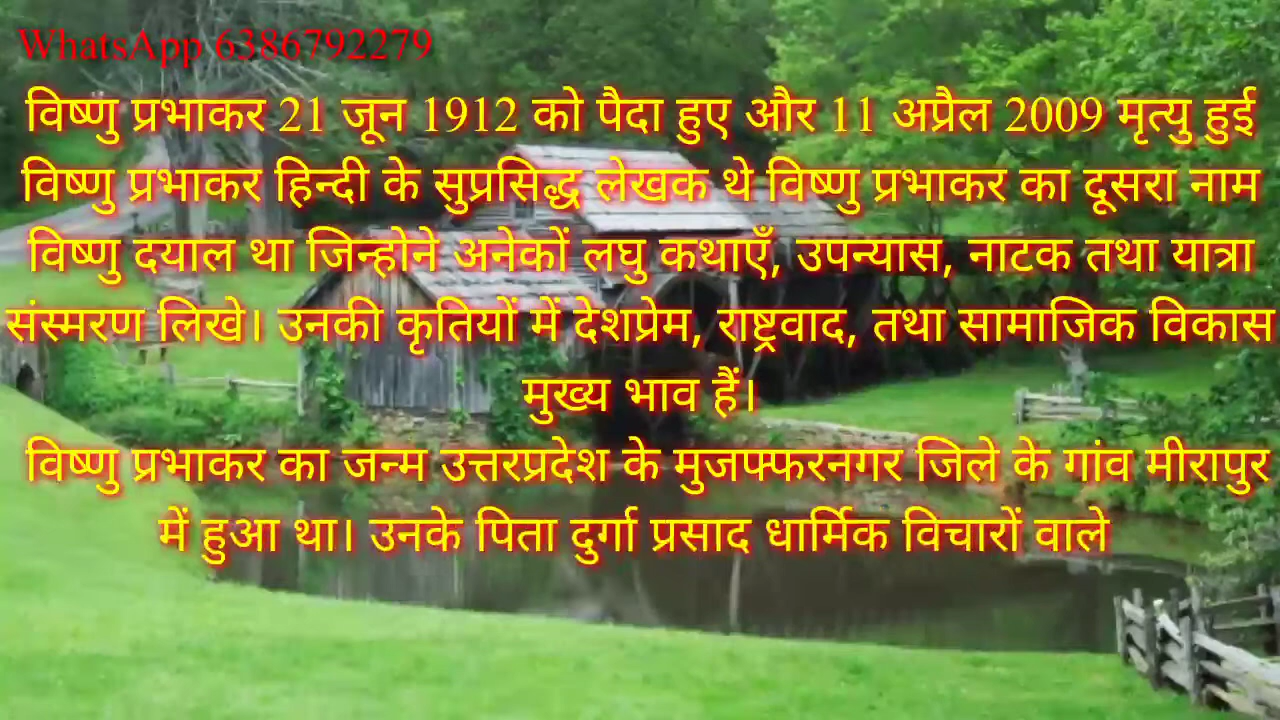 WhatsApp 6386792279
विष्णु प्रभाकर 21 जून 1912 को पैदा हुए और 11 अप्रैल 2009 मृत्यु हुई
विष्णु प्रभाकर हिन्दी के सुप्रसिद्ध लेखक थे विष्णु प्रभाकर का दूसरा नाम
विष्णु दयाल था जिन्होने अनेकों लघु कथाएँ, उपन्यास, नाटक तथा यात्रा
संस्मरण लिखे। उनकी कृतियों में देशप्रेम, राष्ट्रवाद, तथा सामाजिक विकास
मुख्य भाव हैं।
विष्णु प्रभाकर का जन्म उत्तरप्रदेश के मुजफ्फरनगर जिले के गांव मीरापुर
में हुआ था। उनके पिता दुर्गा प्रसाद धार्मिक विचारों वाले